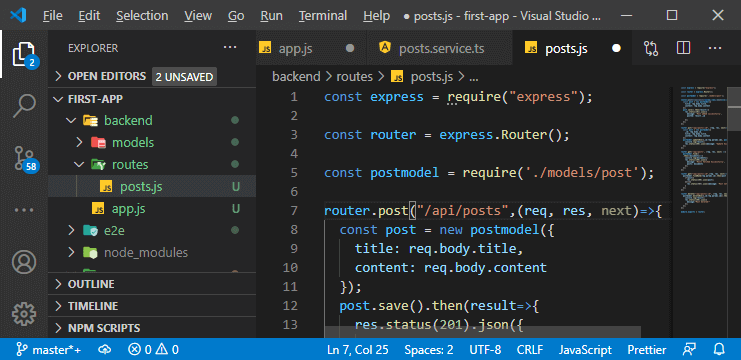 File Edit Selection View Go Run Terminal Help ● posts.js - first-app - Visual Studio ...
2
58
EXPLORER ...
OPEN EDITORS 2 UNSAVED
FIRST-APP
backend
models
routes
JS posts.js U
JS app.js U
e2e
node_modules
OUTLINE
TIMELINE
NPM SCRIPTS
JS app.js ● posts.service.ts JS posts.js ● ...
backend > routes > JS posts.js > ...
1 const express = require("express");
2
3 const router = express.Router();
4
5 const postmodel = require('./models/post');
6
7 router.post("/api/posts",(req, res, next)=>{
8 const post = new postmodel({
9 title: req.body.title,
10 content: req.body.content
11 });
12 post.save().then(result=>{
13 res.status(201).json({
master*+ 0 0 Ln 7, Col 25 Spaces: 2 UTF-8 CRLF JavaScript Prettier